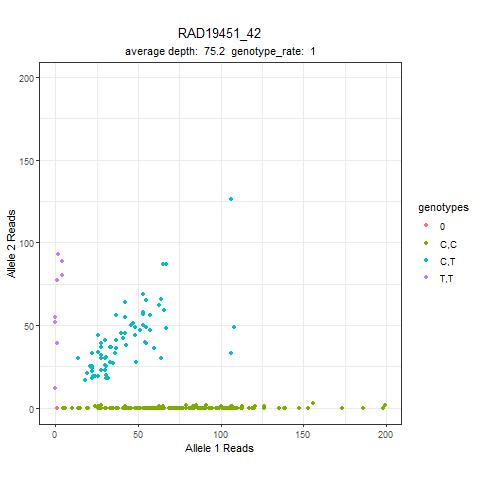 RAD19451_42
average depth: 75.2 genotype_rate: 1
200
150
100
50
0
Allele 2 Reads
0 50 100 150 200
Allele 1 Reads
genotypes
0
C,C
C,T
T,T